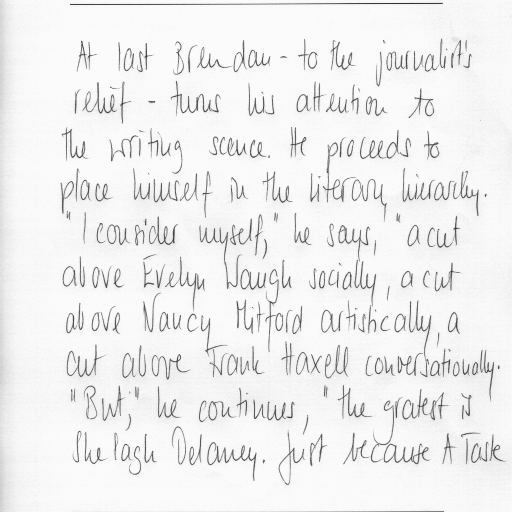 At last Brendan - to the journalist's
relief - turns his attention to
the writing scence. He proceeds to
place himself in the literary hierarchy.
"I consider myself," he says, "a cut
above Evelyn Waugh socially, a cut
above Nancy Mitford artistically, a
cut above Frank Haxell conversationally.
"But," he continues, "the gratest is
Shelagh Delaney. Just because A Taste